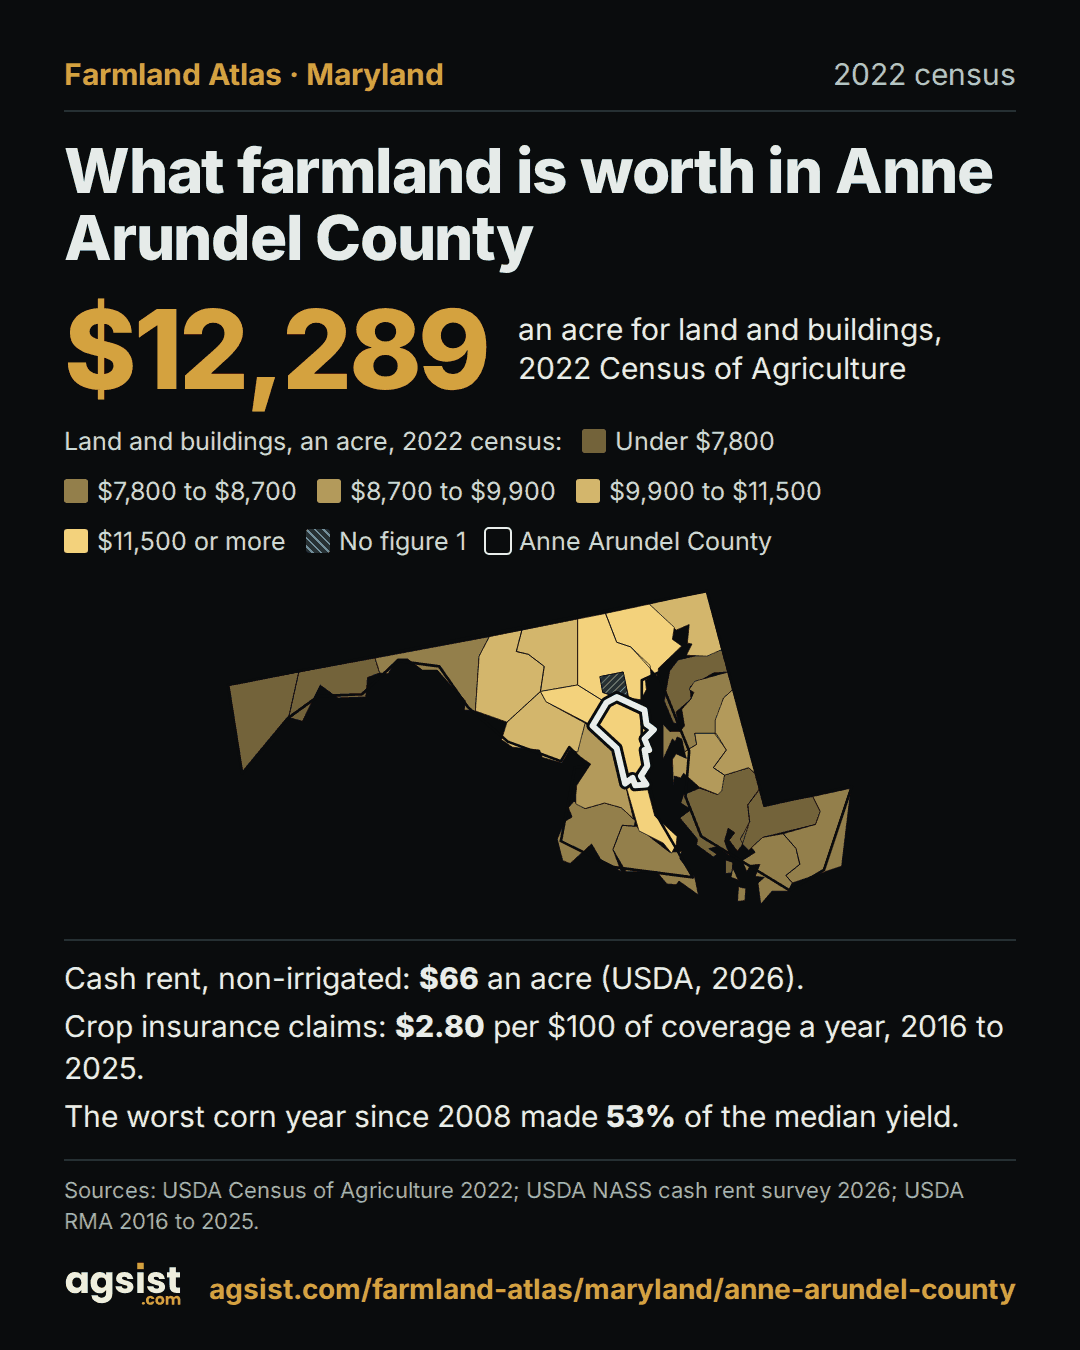 Farmland Atlas · Maryland
2022 census
What farmland is worth in Anne
Arundel County
$12,289
an acre for land and buildings,
2022 Census of Agriculture
Land and buildings, an acre, 2022 census: Under $7,800
$7,800 to $8,700 $8,700 to $9,900 $9,900 to $11,500
$11,500 or more No figure 1 Anne Arundel County
Cash rent, non-irrigated: $66 an acre (USDA, 2026).
Crop insurance claims: $2.80 per $100 of coverage a year, 2016 to
2025.
The worst corn year since 2008 made 53% of the median yield.
Sources: USDA Census of Agriculture 2022; USDA NASS cash rent survey 2026; USDA
RMA 2016 to 2025.
agsist
.com
agsist.com/farmland-atlas/maryland/anne-arundel-county